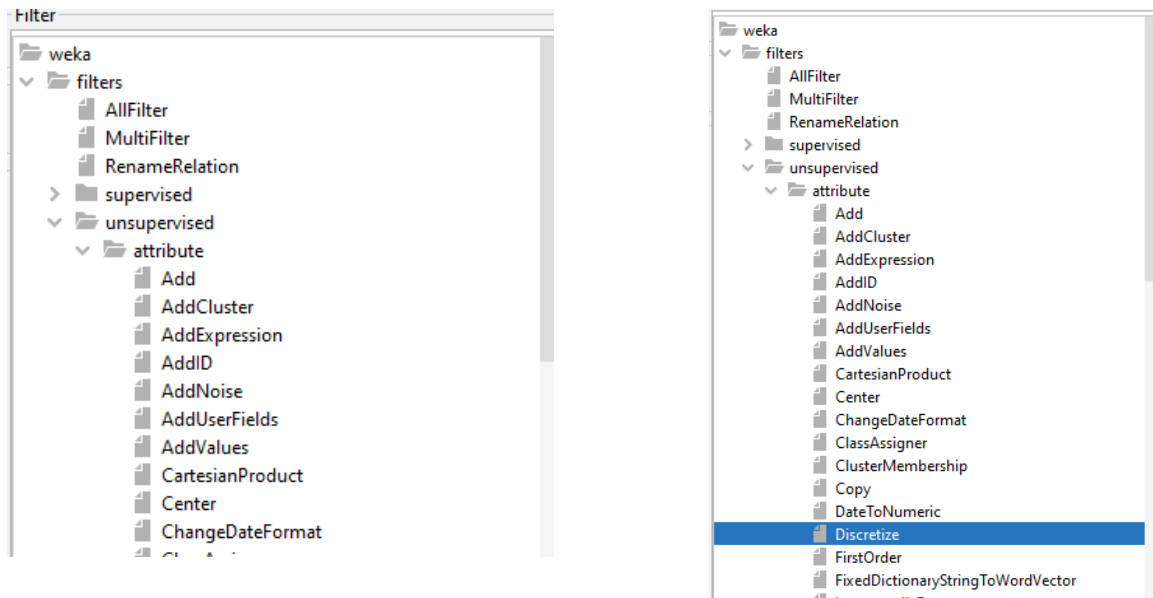 Filter
weka
filters
AllFilter
MultiFilter
RenameRelation
supervised
unsupervised
attribute
Add
AddCluster
AddExpression
AddID
AddNoise
AddUserFields
AddValues
CartesianProduct
Center
ChangeDateFormat
weka
filters
AllFilter
MultiFilter
RenameRelation
supervised
unsupervised
attribute
Add
AddCluster
AddExpression
AddID
AddNoise
AddUserFields
AddValues
CartesianProduct
Center
ChangeDateFormat
ClassAssigner
ClusterMembership
Copy
DateToNumeric
Discretize
FirstOrder
FixedDictionaryStringToWordVector